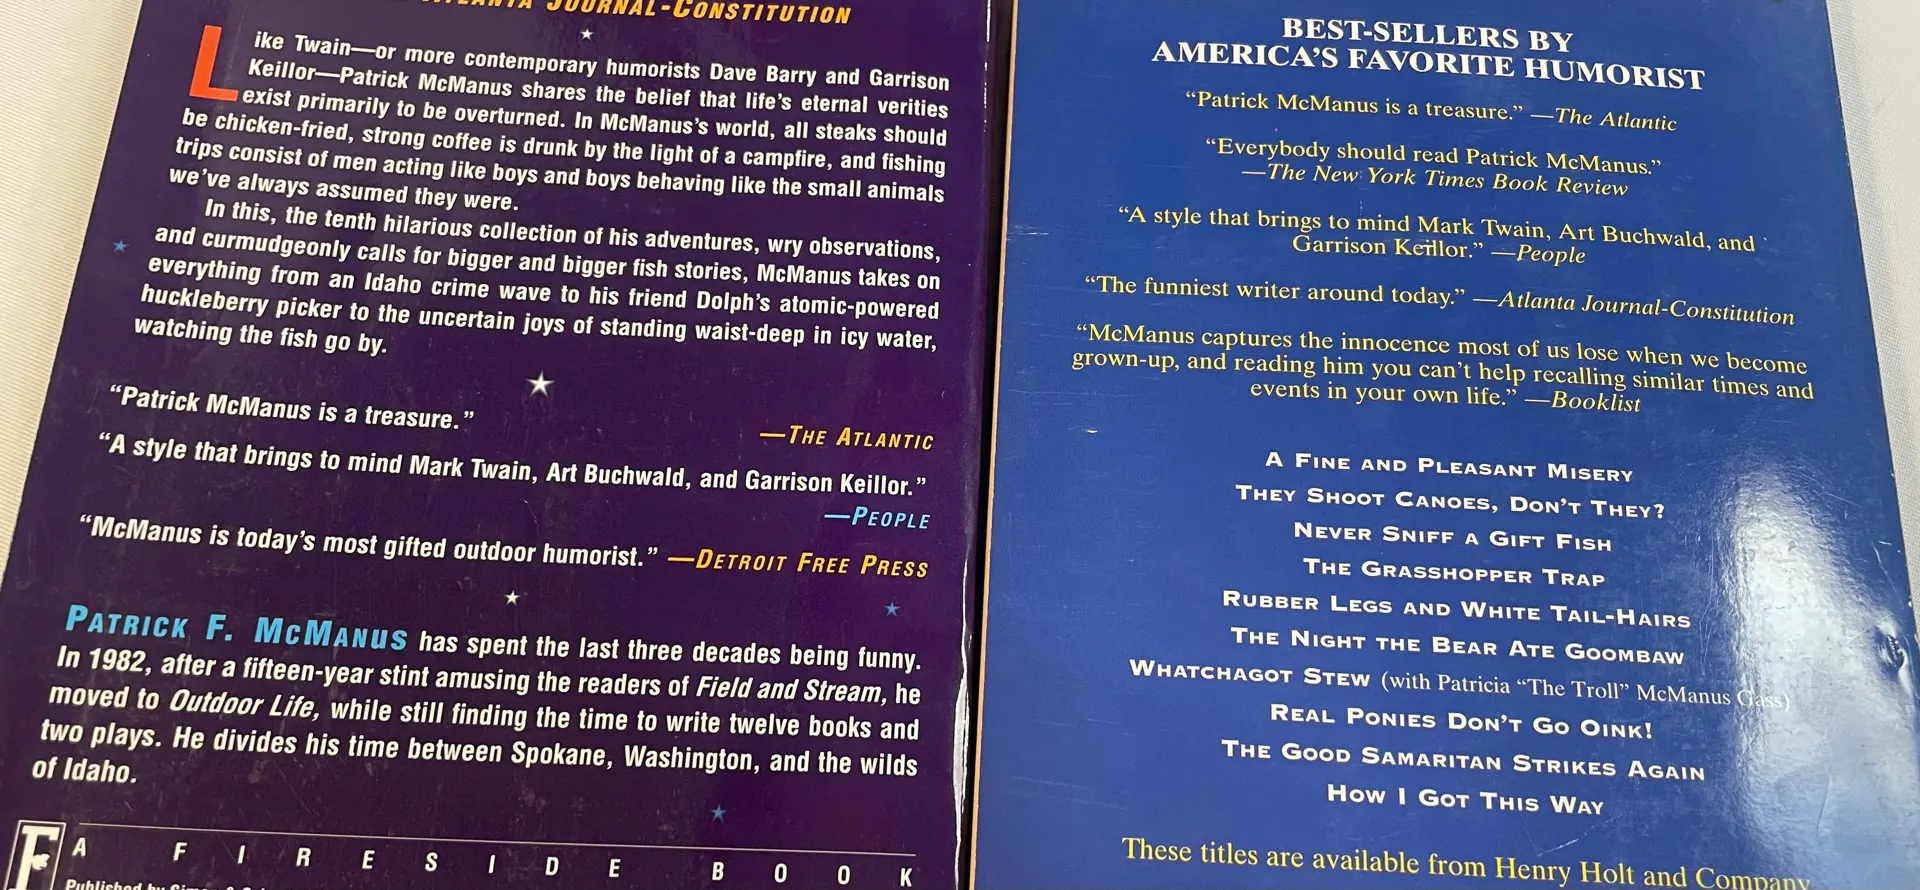 ATLANTA JOURNAL-CONSTITUTION
Like Twain—or more contemporary humorists Dave Barry and Garrison
Keillor—Patrick McManus shares the belief that life's eternal verities
exist primarily to be overturned. In McManus's world, all steaks should
be chicken-fried, strong coffee is drunk by the light of a campfire, and fishing
trips consist of men acting like boys and boys behaving like the small animals
we've always assumed they were.
In this, the tenth hilarious collection of his adventures, wry observations,
and curmudgeonly calls for bigger and bigger fish stories, McManus takes on
everything from an Idaho crime wave to his friend Dolph's atomic-powered
huckleberry picker to the uncertain joys of standing waist-deep in icy water,
watching the fish go by.
“Patrick McManus is a treasure.”
—THE ATLANTIC
“A style that brings to mind Mark Twain, Art Buchwald, and Garrison Keillor.”
—PEOPLE
“McManus is today's most gifted outdoor humorist.” —DETROIT FREE PRESS
PATRICK F. MCMANUS has spent the last three decades being funny.
In 1982, after a fifteen-year stint amusing the readers of Field and Stream, he
moved to Outdoor Life, while still finding the time to write twelve books and
two plays. He divides his time between Spokane, Washington, and the wilds
of Idaho.
F
A FIRESIDE BOOK
Published by
BEST-SELLERS BY
AMERICA'S FAVORITE HUMORIST
“Patrick McManus is a treasure.” —The Atlantic
“Everybody should read Patrick McManus.”
—The New York Times Book Review
“A style that brings to mind Mark Twain, Art Buchwald, and
Garrison Keillor.” —People
“The funniest writer around today.” —Atlanta Journal-Constitution
“McManus captures the innocence most of us lose when we become
grown-up, and reading him you can't help recalling similar times and
events in your own life.” —Booklist
A FINE AND PLEASANT MISERY
THEY SHOOT CANOES, DON'T THEY?
NEVER SNIFF A GIFT FISH
THE GRASSHOPPER TRAP
RUBBER LEGS AND WHITE TAIL-HAIRS
THE NIGHT THE BEAR ATE GOOMBAW
WHATCHAGOT STEW (with Patricia “The Troll” McManus Gass)
REAL PONIES DON'T GO OINK!
THE GOOD SAMARITAN STRIKES AGAIN
HOW I GOT THIS WAY
These titles are available from Henry Holt and Company